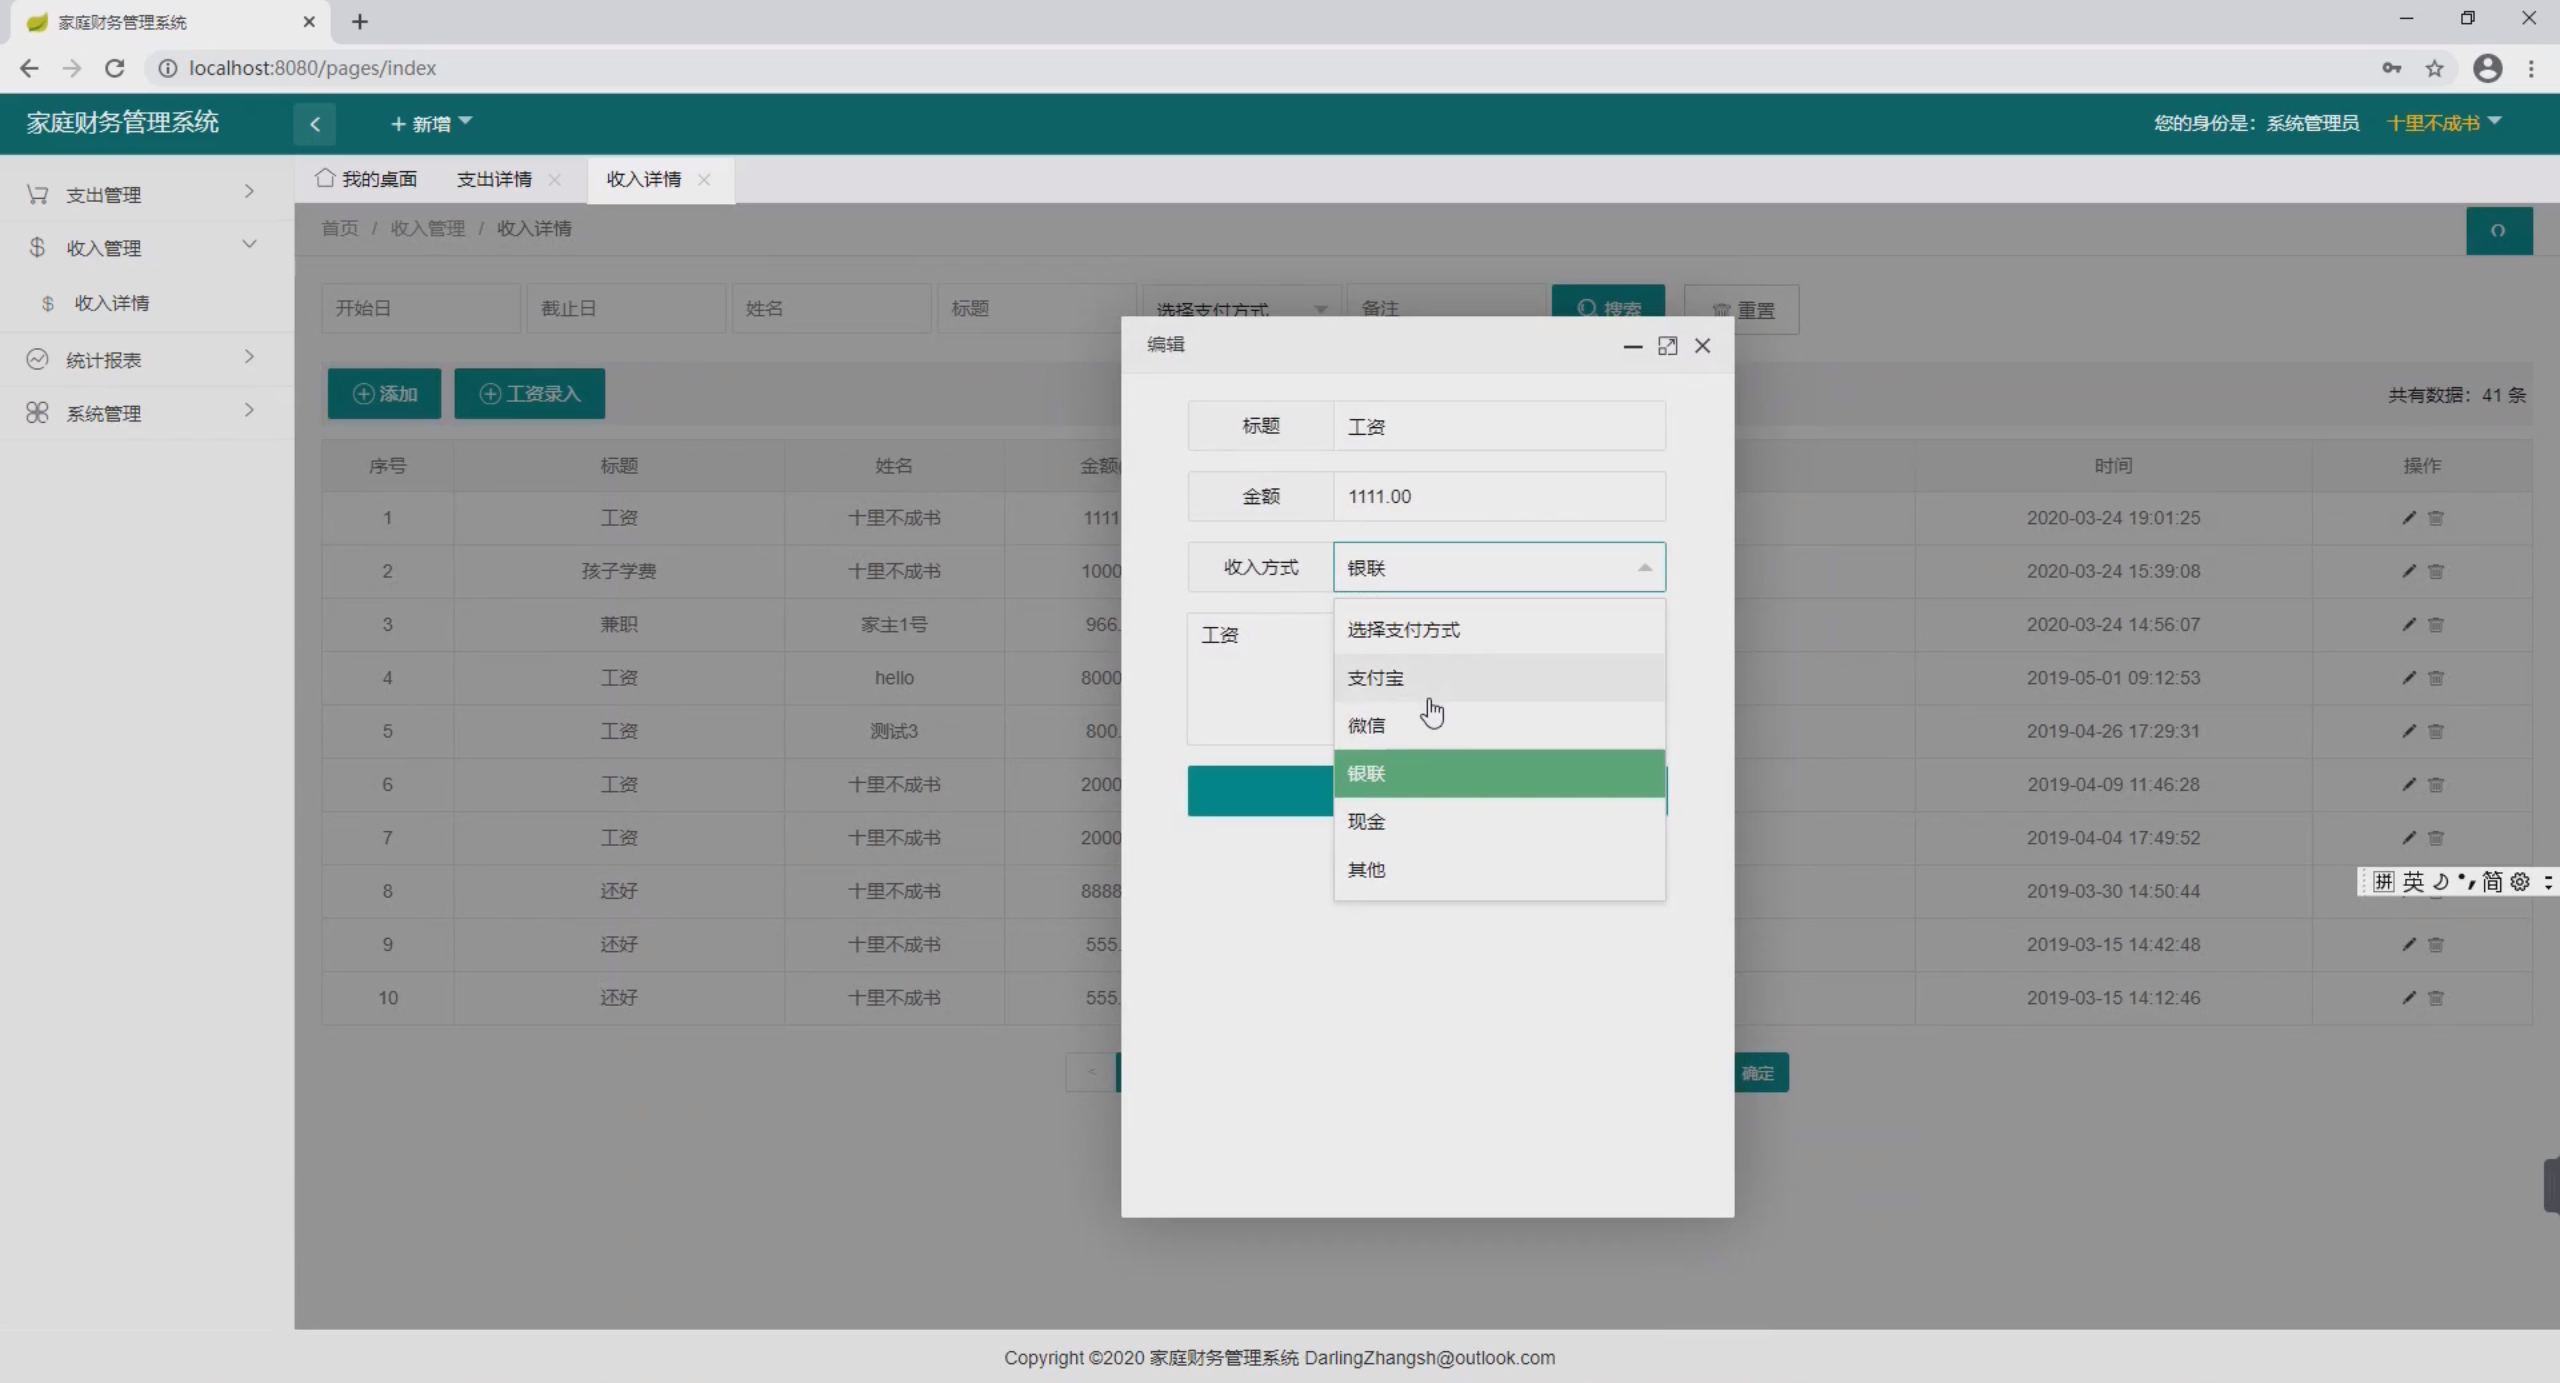 家庭财务管理系统
localhost:8080/pages/index
家庭财务管理系统
+ 新增
您的身份是：系统管理员 十里不成书
支出管理
收入管理
$ 收入详情
统计报表
系统管理
我的桌面 支出详情 收入详情
首页 / 收入管理 / 收入详情
开始日 截止日 姓名 标题 选择支付方式 备注 搜索 重置
添加 工资录入
共有数据：41 条
序号 标题 姓名 金额 时间 操作
1 工资 十里不成书 1111 2020-03-24 19:01:25
2 孩子学费 十里不成书 1000 2020-03-24 15:39:08
3 兼职 家主1号 966. 2020-03-24 14:56:07
4 工资 hello 8000 2019-05-01 09:12:53
5 工资 测试3 800. 2019-04-26 17:29:31
6 工资 十里不成书 2000 2019-04-09 11:46:28
7 工资 十里不成书 2000 2019-04-04 17:49:52
8 还好 十里不成书 8888 2019-03-30 14:50:44
9 还好 十里不成书 555. 2019-03-15 14:42:48
10 还好 十里不成书 555. 2019-03-15 14:12:46
< 确定
编辑
标题 工资
金额 1111.00
收入方式 银联
工资
选择支付方式
支付宝
微信
银联
现金
其他
拼 英 简
Copyright ©2020 家庭财务管理系统 DarlingZhangsh@outlook.com